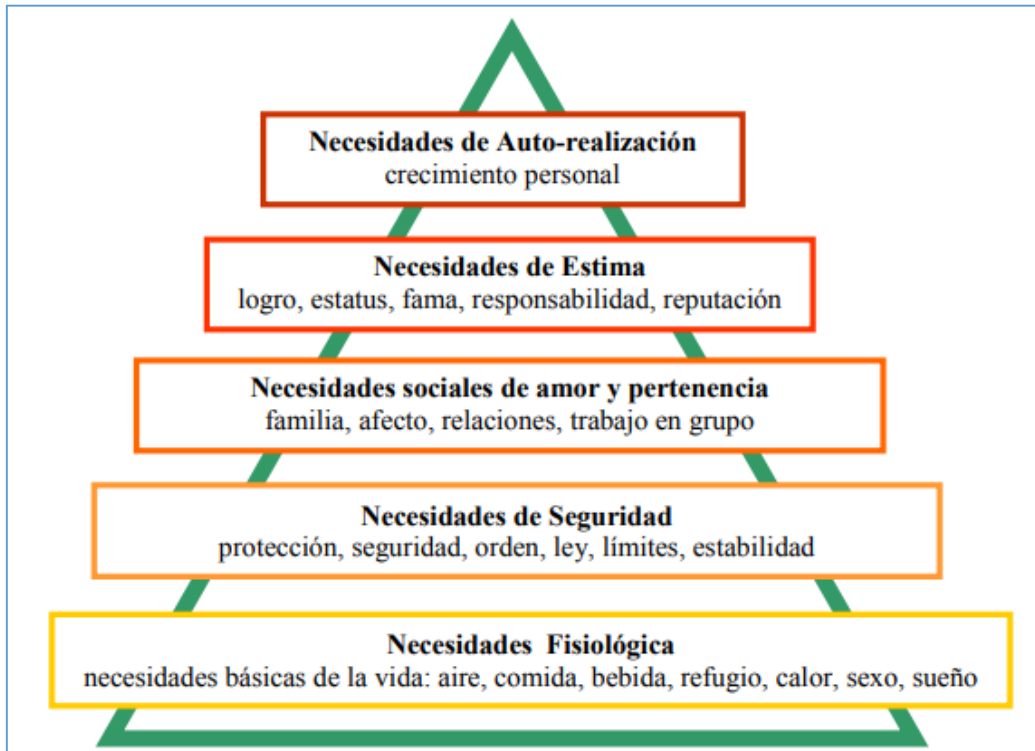 Necesidades de Auto-realización
crecimiento personal
Necesidades de Estima
logro, estatus, fama, responsabilidad, reputación
Necesidades sociales de amor y pertenencia
familia, afecto, relaciones, trabajo en grupo
Necesidades de Seguridad
protección, seguridad, orden, ley, límites, estabilidad
Necesidades Fisiológica
necesidades básicas de la vida: aire, comida, bebida, refugio, calor, sexo, sueño